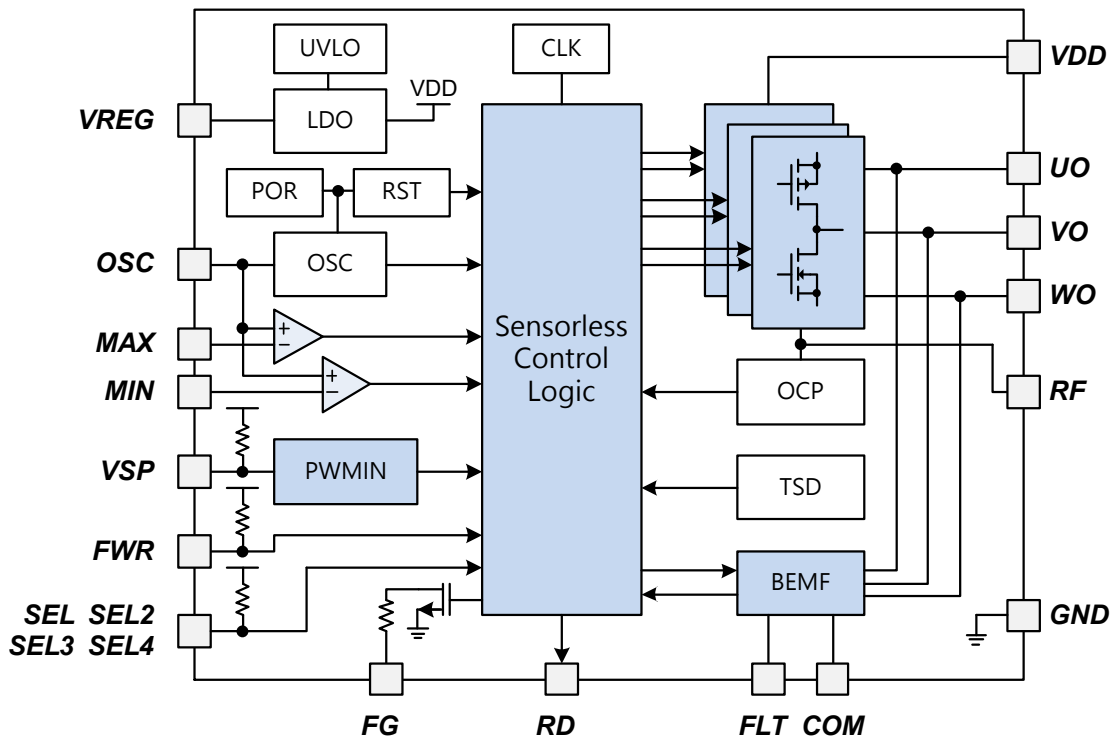 UVLO
CLK
VDD
VDD
VREG
LDO
POR
RST
UO
VO
OSC
OSC
WO
Sensorless
Control
Logic
MAX
+
−
MIN
+
−
OCP
RF
VSP
PWMIN
TSD
FWR
BEMF
SEL SEL2
SEL3 SEL4
GND
FG
RD
FLT COM